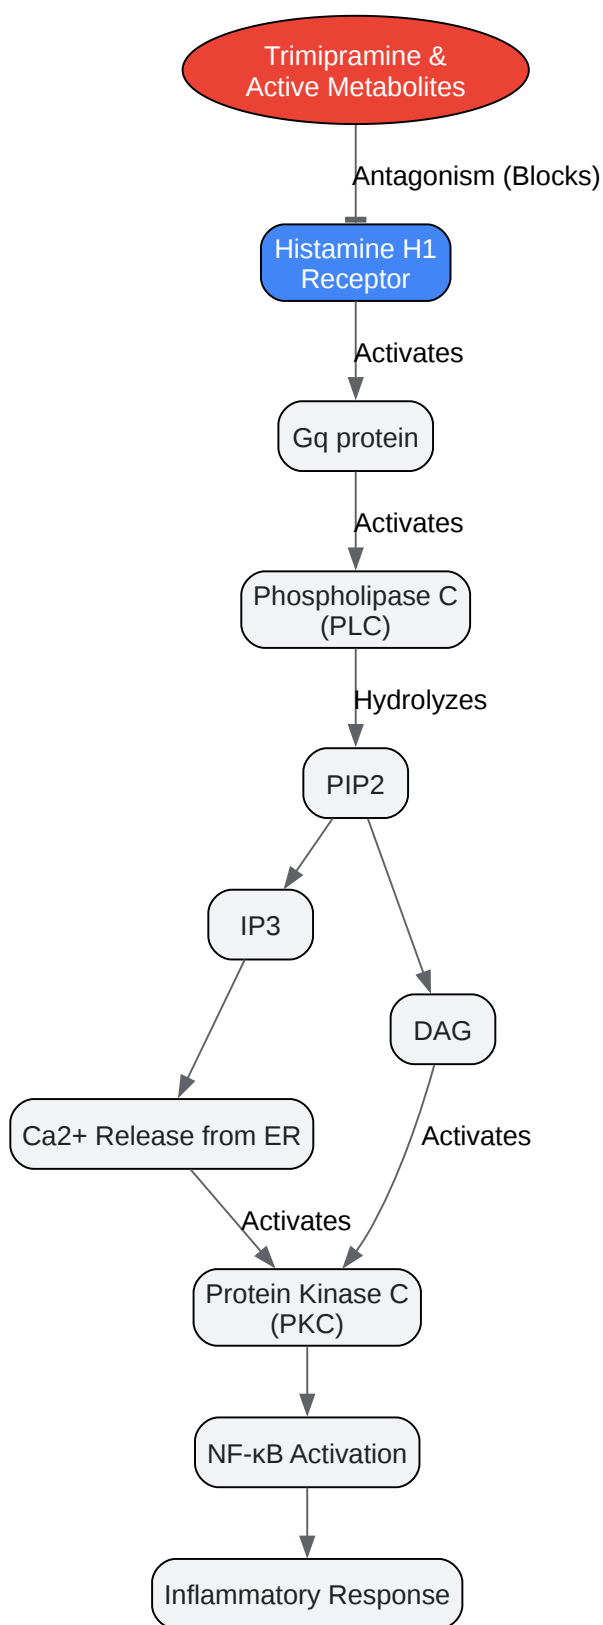 Trimipramine &
Active Metabolites
Antagonism (Blocks)
Histamine H1
Receptor
Activates
Gq protein
Activates
Phospholipase C
(PLC)
Hydrolyzes
PIP2
IP3
DAG
Ca2+ Release from ER
Activates
Activates
Protein Kinase C
(PKC)
NF-κB Activation
Inflammatory Response